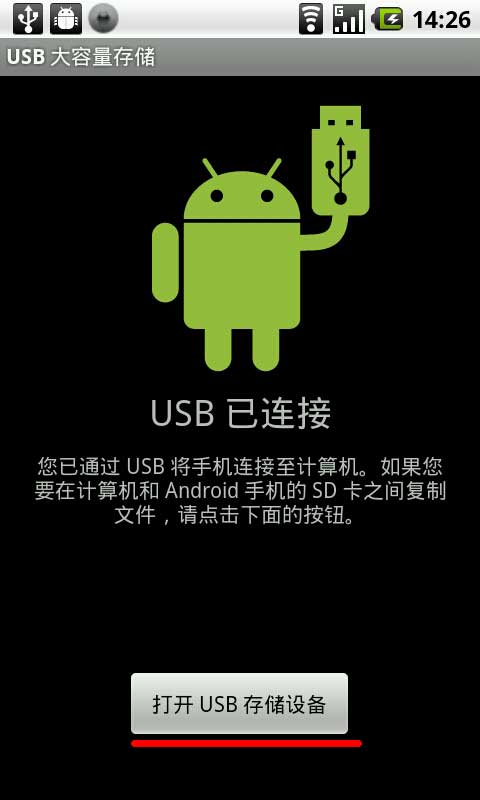 14:26
USB 大容量存储
USB 已连接
您已通过 USB 将手机连接至计算机。如果您
要在计算机和 Android 手机的 SD 卡之间复制
文件，请点击下面的按钮。
打开 USB 存储设备